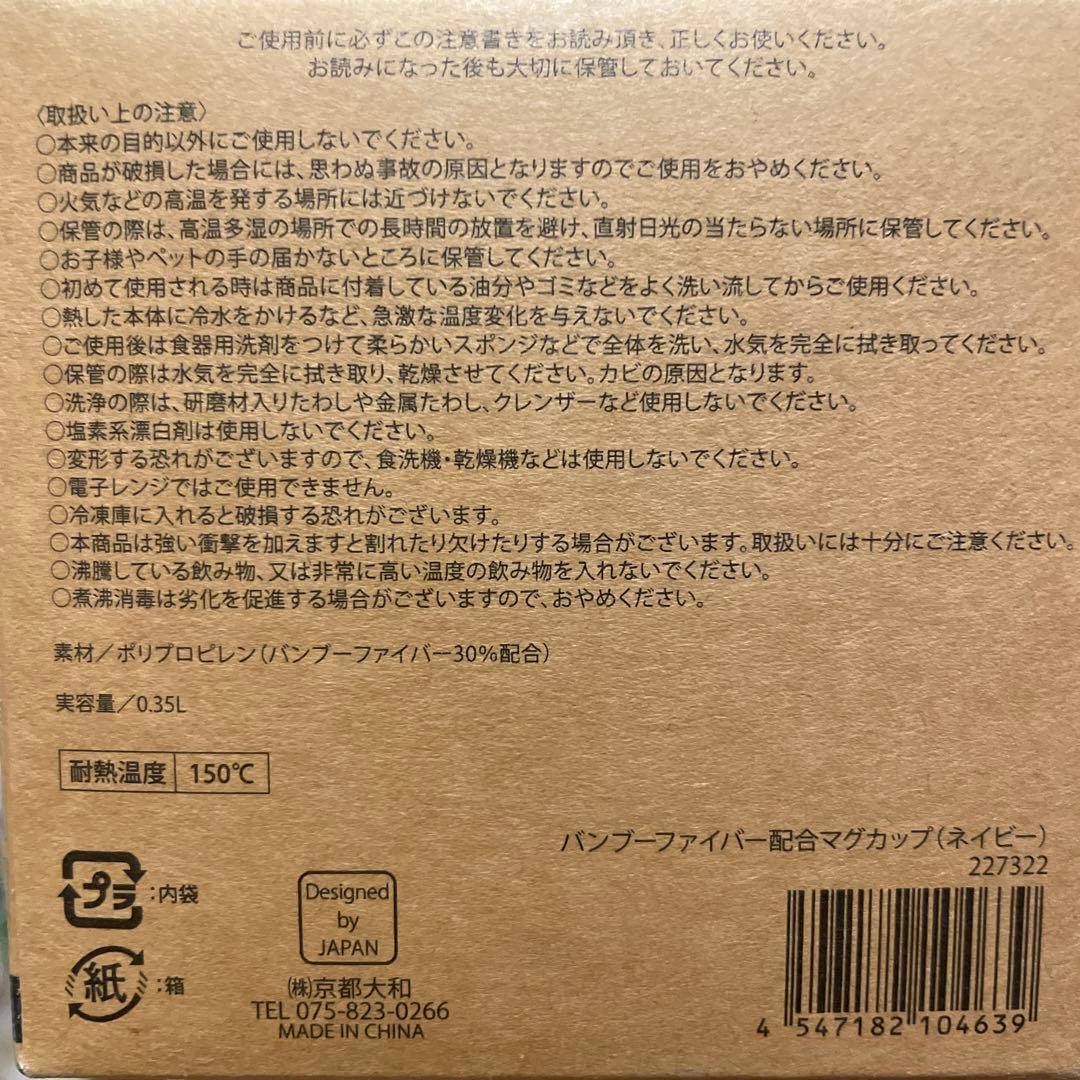 ご使用前に必ずこの注意書きをお読み頂き、正しくお使いください。
お読みになった後も大切に保管しておいてください。
〈取扱い上の注意〉
○本来の目的以外にご使用しないでください。
○商品が破損した場合には、思わぬ事故の原因となりますのでご使用をおやめください。
○火気などの高温を発する場所には近づけないでください。
○保管の際は、高温多湿の場所での長時間の放置を避け、直射日光の当たらない場所に保管してください。
○お子様やペットの手の届かないところに保管してください。
○初めて使用される時は商品に付着している油分やゴミなどをよく洗い流してからご使用ください。
○熱した本体に冷水をかけるなど、急激な温度変化を与えないでください。
○ご使用後は食器用洗剤をつけて柔らかいスポンジなどで全体を洗い、水気を完全に拭き取ってください。
○保管の際は水気を完全に拭き取り、乾燥させてください。カビの原因となります。
○洗浄の際は、研磨材入りたわしや金属たわし、クレンザーなど使用しないでください。
○塩素系漂白剤は使用しないでください。
○変形する恐れがございますので、食洗機・乾燥機などは使用しないでください。
○電子レンジではご使用できません。
○冷凍庫に入れると破損する恐れがございます。
○本商品は強い衝撃を加えますと割れたり欠けたりする場合がございます。取扱いには十分にご注意ください。
○沸騰している飲み物、又は非常に高い温度の飲み物を入れないでください。
○煮沸消毒は劣化を促進する場合がございますので、おやめください。
素材／ポリプロピレン（バンブーファイバー30%配合）
実容量／0.35L
耐熱温度 150℃
バンブーファイバー配合マグカップ（ネイビー）
227322
プラ：内袋
紙：箱
Designed
by
JAPAN
㈱京都大和
TEL 075-823-0266
MADE IN CHINA
4 547182 104639